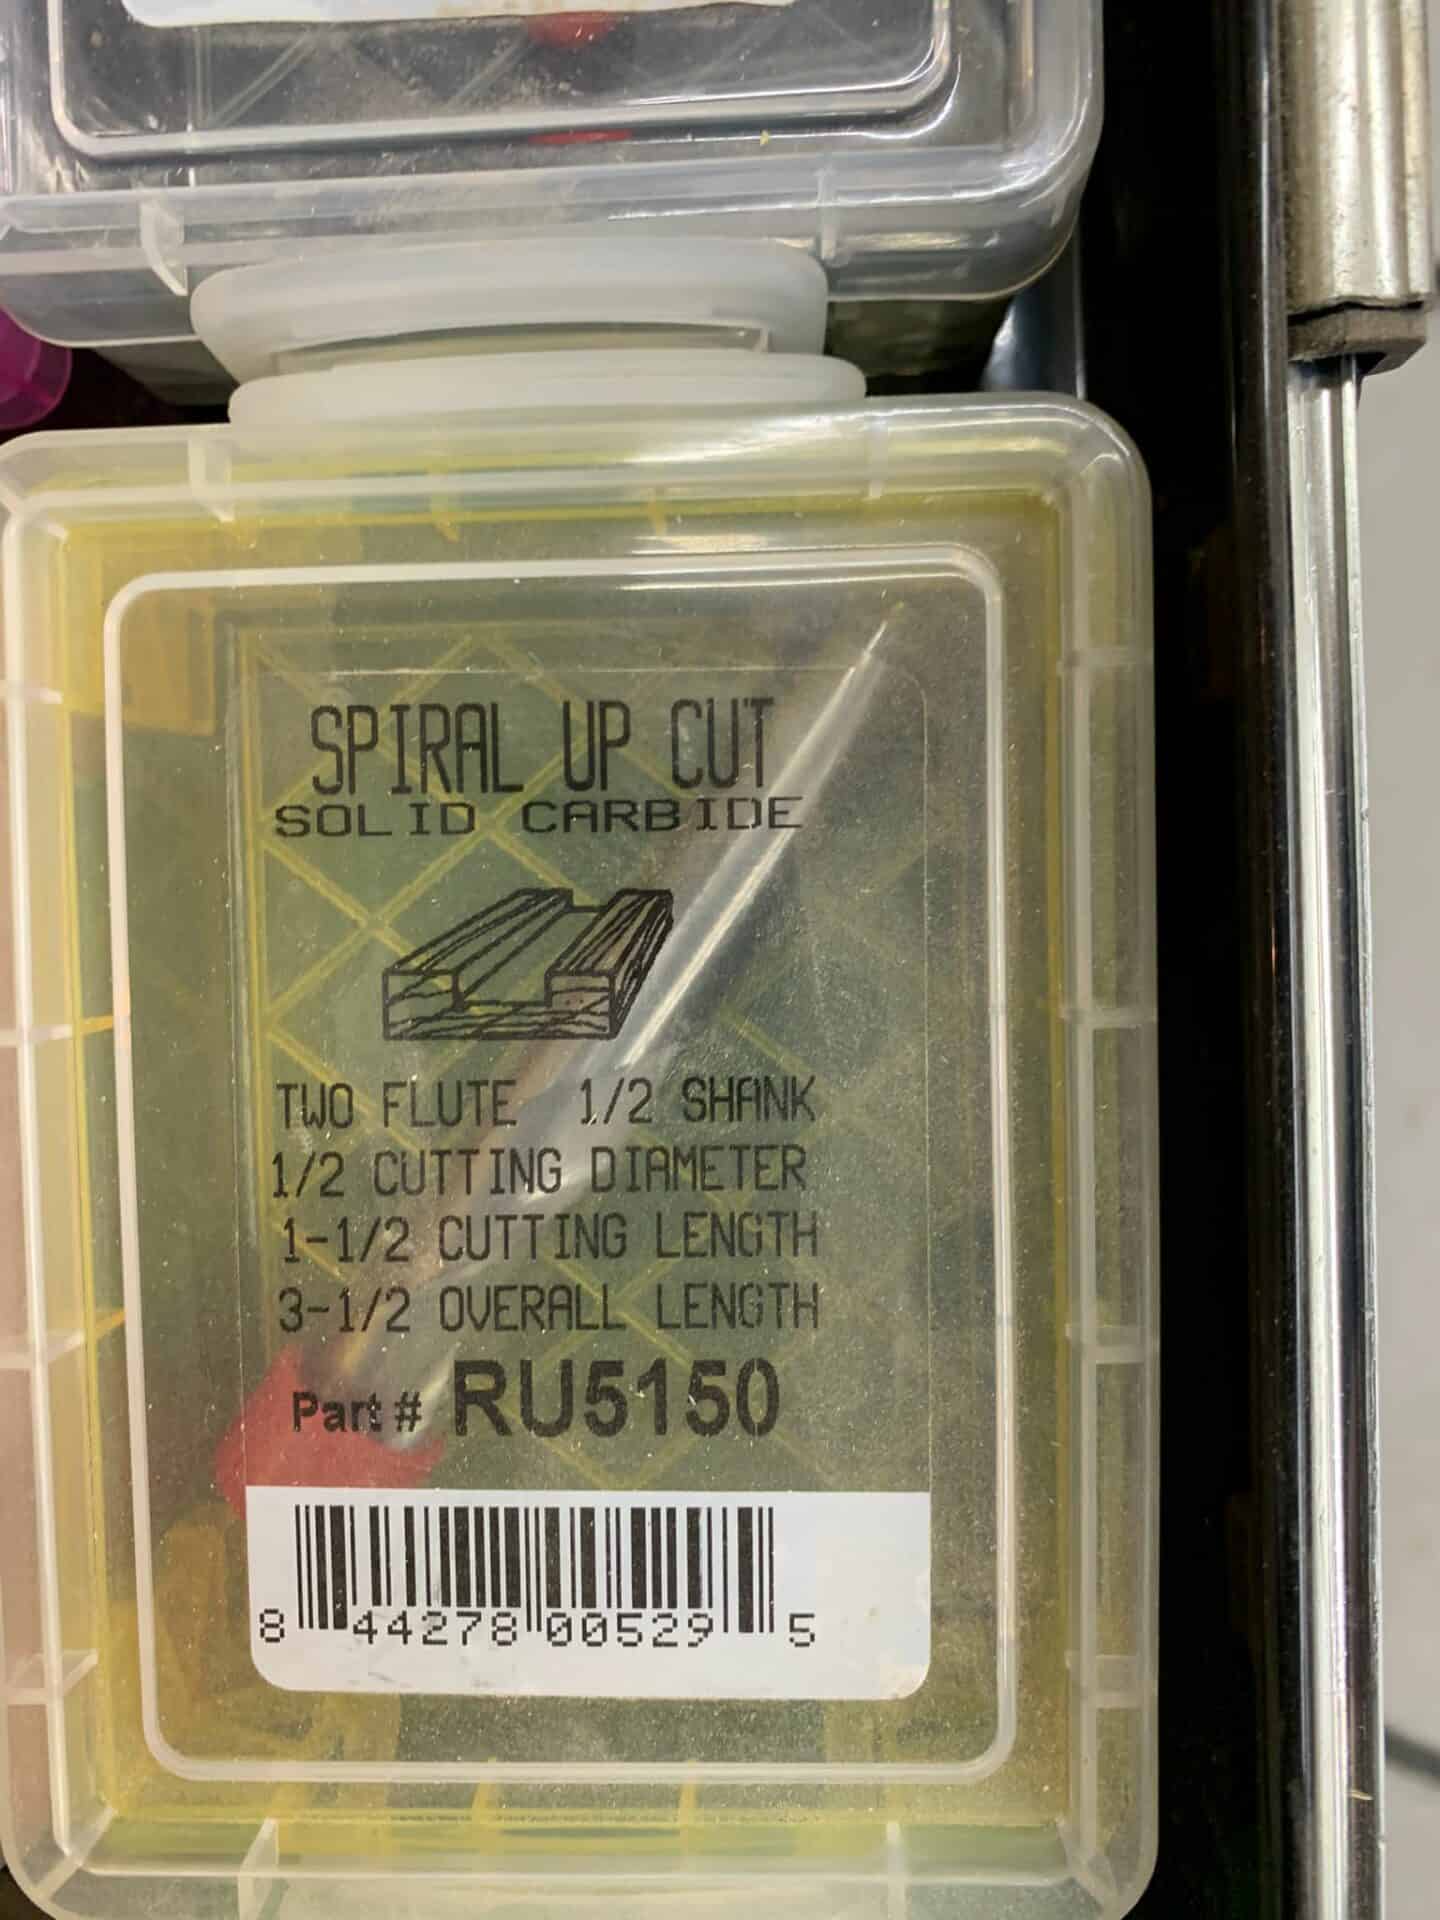 SPIRAL UP CUT
SOLID CARBIDE
TWO FLUTE 1/2 SHANK
1/2 CUTTING DIAMETER
1-1/2 CUTTING LENGTH
3-1/2 OVERALL LENGTH
Part # RU5150
8 44278 00529 5